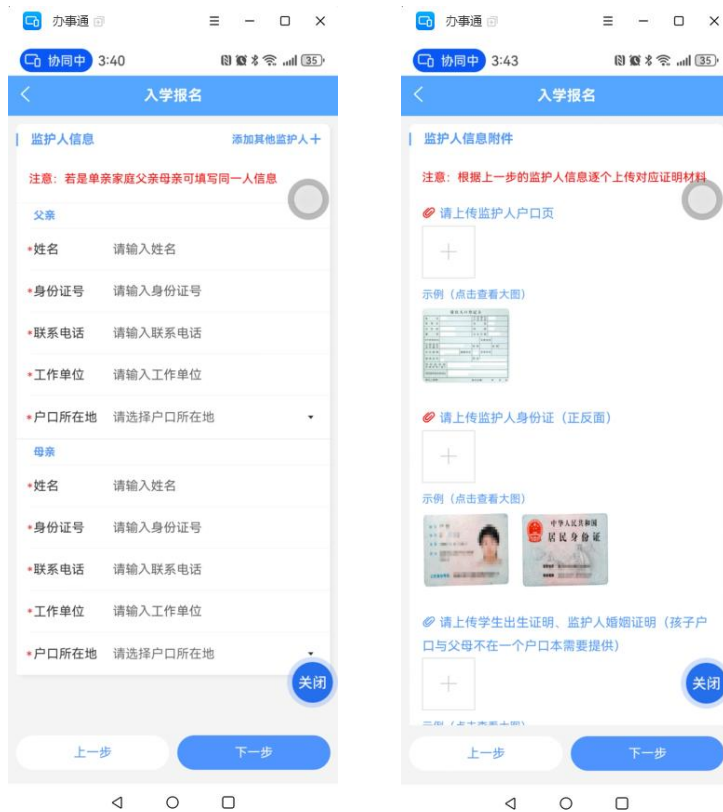 办事通
协同中 3:40
35
入学报名
监护人信息
添加其他监护人＋
注意：若是单亲家庭父亲母亲可填写同一人信息
父亲
*姓名 请输入姓名
*身份证号 请输入身份证号
*联系电话 请输入联系电话
*工作单位 请输入工作单位
*户口所在地 请选择户口所在地
母亲
*姓名 请输入姓名
*身份证号 请输入身份证号
*联系电话 请输入联系电话
*工作单位 请输入工作单位
*户口所在地 请选择户口所在地
关闭
上一步
下一步
办事通
协同中 3:43
35
入学报名
监护人信息附件
注意：根据上一步的监护人信息逐个上传对应证明材料
请上传监护人户口页
示例（点击查看大图）
请上传监护人身份证（正反面）
示例（点击查看大图）
中华人民共和国
居民身份证
请上传学生出生证明、监护人婚姻证明（孩子户
口与父母不在一个户口本需要提供）
关闭
上一步
下一步